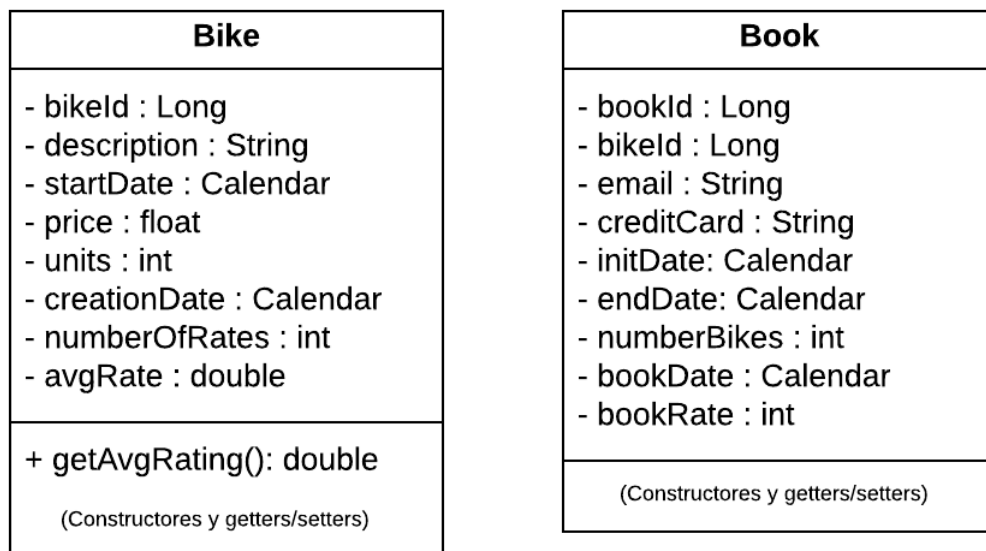 Bike
- bikeId : Long
- description : String
- startDate : Calendar
- price : float
- units : int
- creationDate : Calendar
- numberOfRates : int
- avgRate : double
+ getAvgRating(): double
(Constructores y getters/setters)
Book
- bookId : Long
- bikeId : Long
- email : String
- creditCard : String
- initDate: Calendar
- endDate: Calendar
- numberBikes : int
- bookDate : Calendar
- bookRate : int
(Constructores y getters/setters)